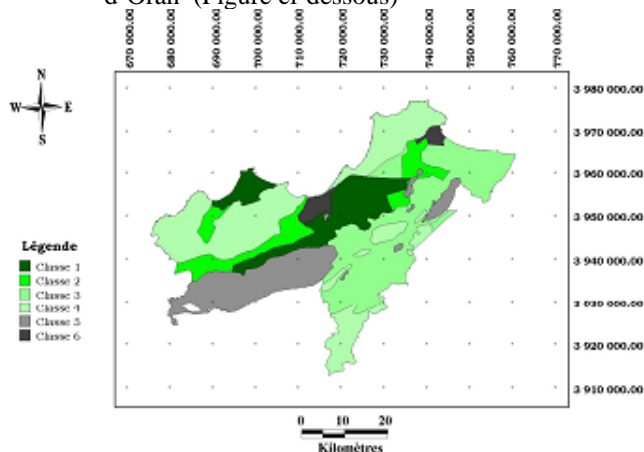 d'Oran (Figure ci-dessous)
670 000.00
680 000.00
690 000.00
700 000.00
710 000.00
720 000.00
730 000.00
740 000.00
750 000.00
760 000.00
770 000.00
N
W E
S
3 980 000.00
3 970 000.00
3 960 000.00
3 950 000.00
3 940 000.00
3 930 000.00
3 920 000.00
3 910 000.00
Légende
Classe 1
Classe 2
Classe 3
Classe 4
Classe 5
Classe 6
0 10 20
Kilomètres